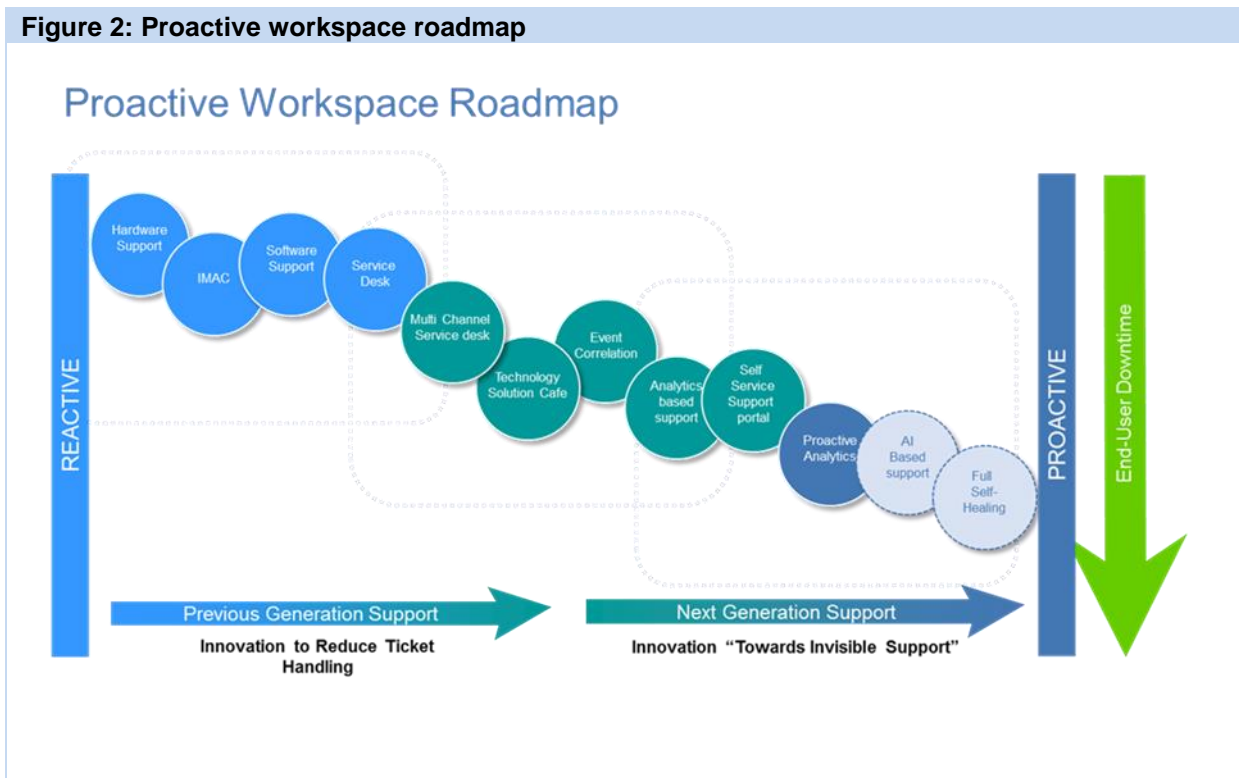 Figure 2: Proactive workspace roadmap
Proactive Workspace Roadmap
REACTIVE
Hardware
Support
IMAC
Software
Support
Service
Desk
Multi Channel
Service desk
Technology
Solution Cafe
Event
Correlation
Analytics
based
support
Self
Service
Support
portal
Proactive
Analytics
AI
Based
support
Full
Self-
Healing
PROACTIVE
End-User Downtime
Previous Generation Support
Innovation to Reduce Ticket
Handling
Next Generation Support
Innovation “Towards Invisible Support”